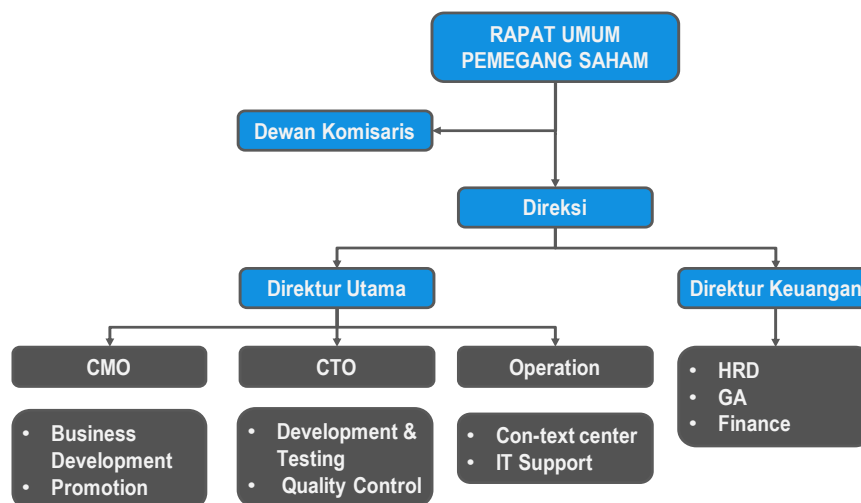 RAPAT UMUM
PEMEGANG SAHAM
Dewan Komisaris
Direksi
Direktur Utama
Direktur Keuangan
CMO
CTO
Operation
• HRD
• GA
• Finance
• Business
Development
• Promotion
• Development &
Testing
• Quality Control
• Con-text center
• IT Support